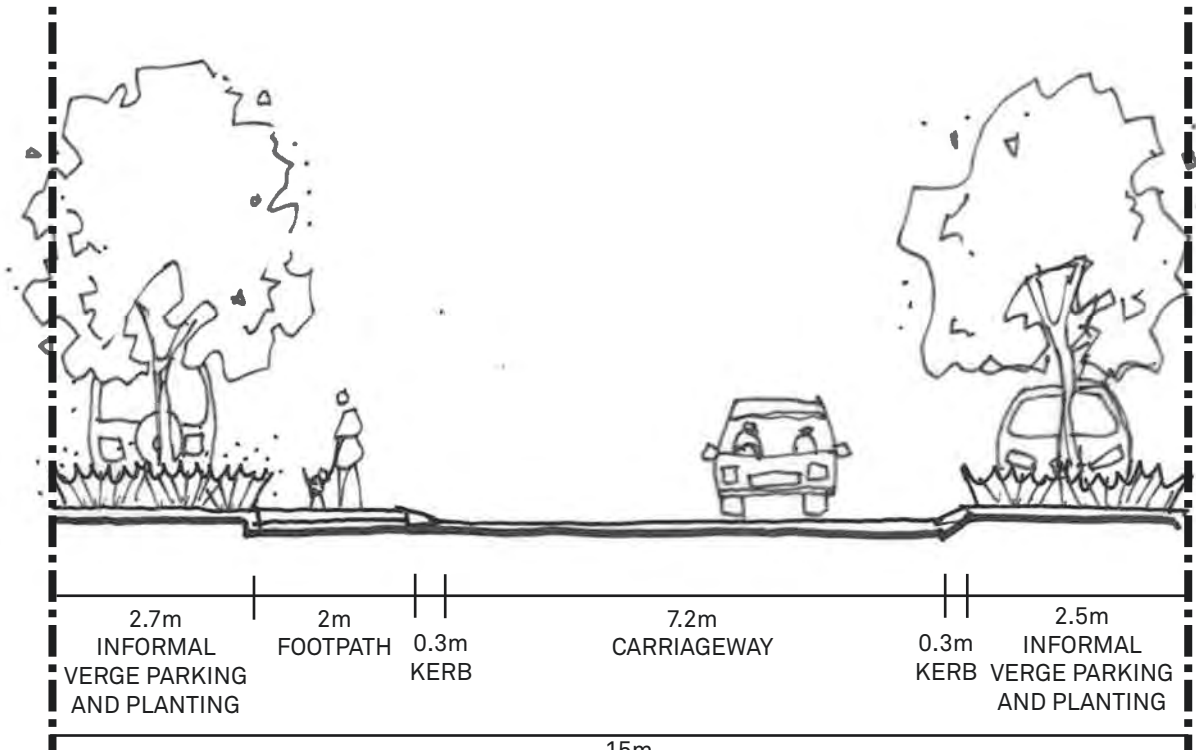 2.7m
INFORMAL
VERGE PARKING
AND PLANTING
2m
FOOTPATH
0.3m
KERB
7.2m
CARRIAGEWAY
0.3m
KERB
2.5m
INFORMAL
VERGE PARKING
AND PLANTING
15m